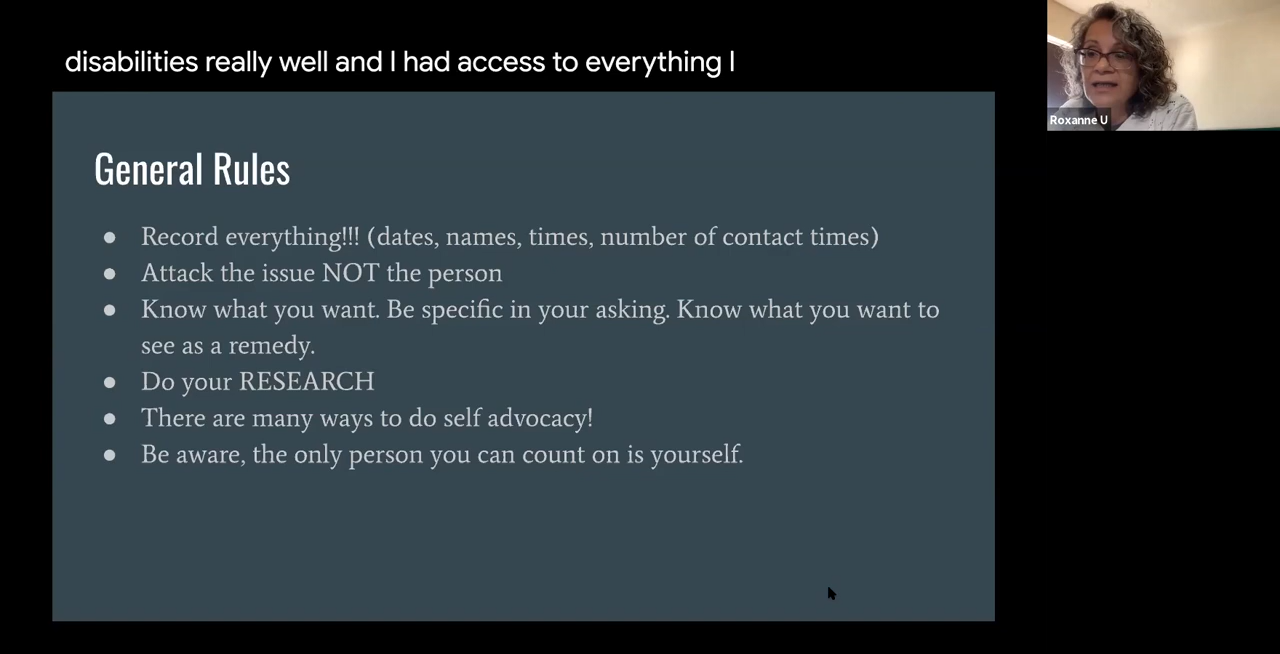 disabilities really well and I had access to everything I
Roxanne U
General Rules
● Record everything!!! (dates, names, times, number of contact times)
● Attack the issue NOT the person
● Know what you want. Be specific in your asking. Know what you want to
see as a remedy.
● Do your RESEARCH
● There are many ways to do self advocacy!
● Be aware, the only person you can count on is yourself.